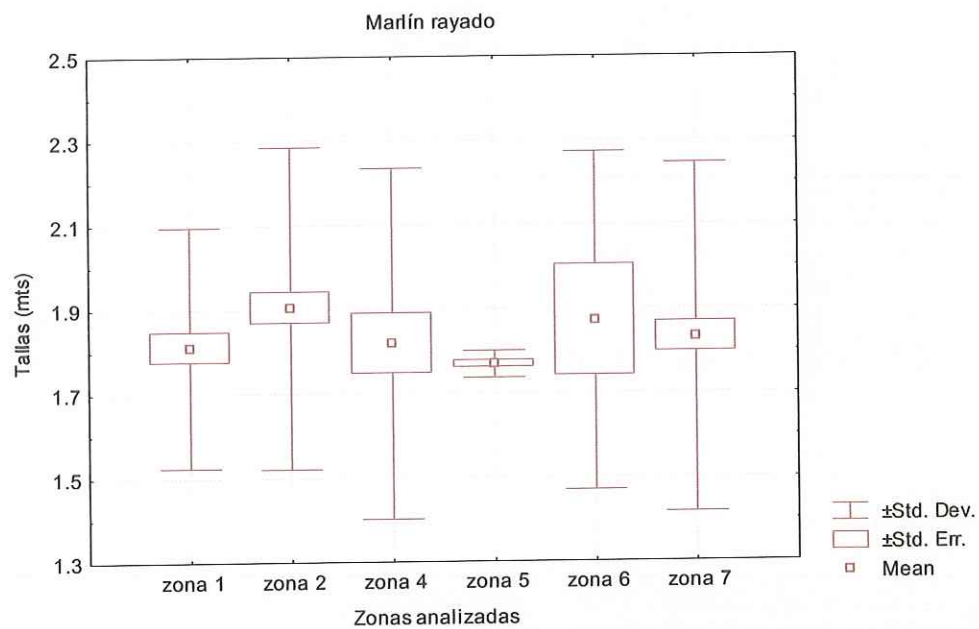 Marlín rayado
2.5
2.3
2.1
1.9
1.7
1.5
1.3
Tallas (mts)
zona 1 zona 2 zona 4 zona 5 zona 6 zona 7
Zonas analizadas
±Std. Dev.
±Std. Err.
Mean